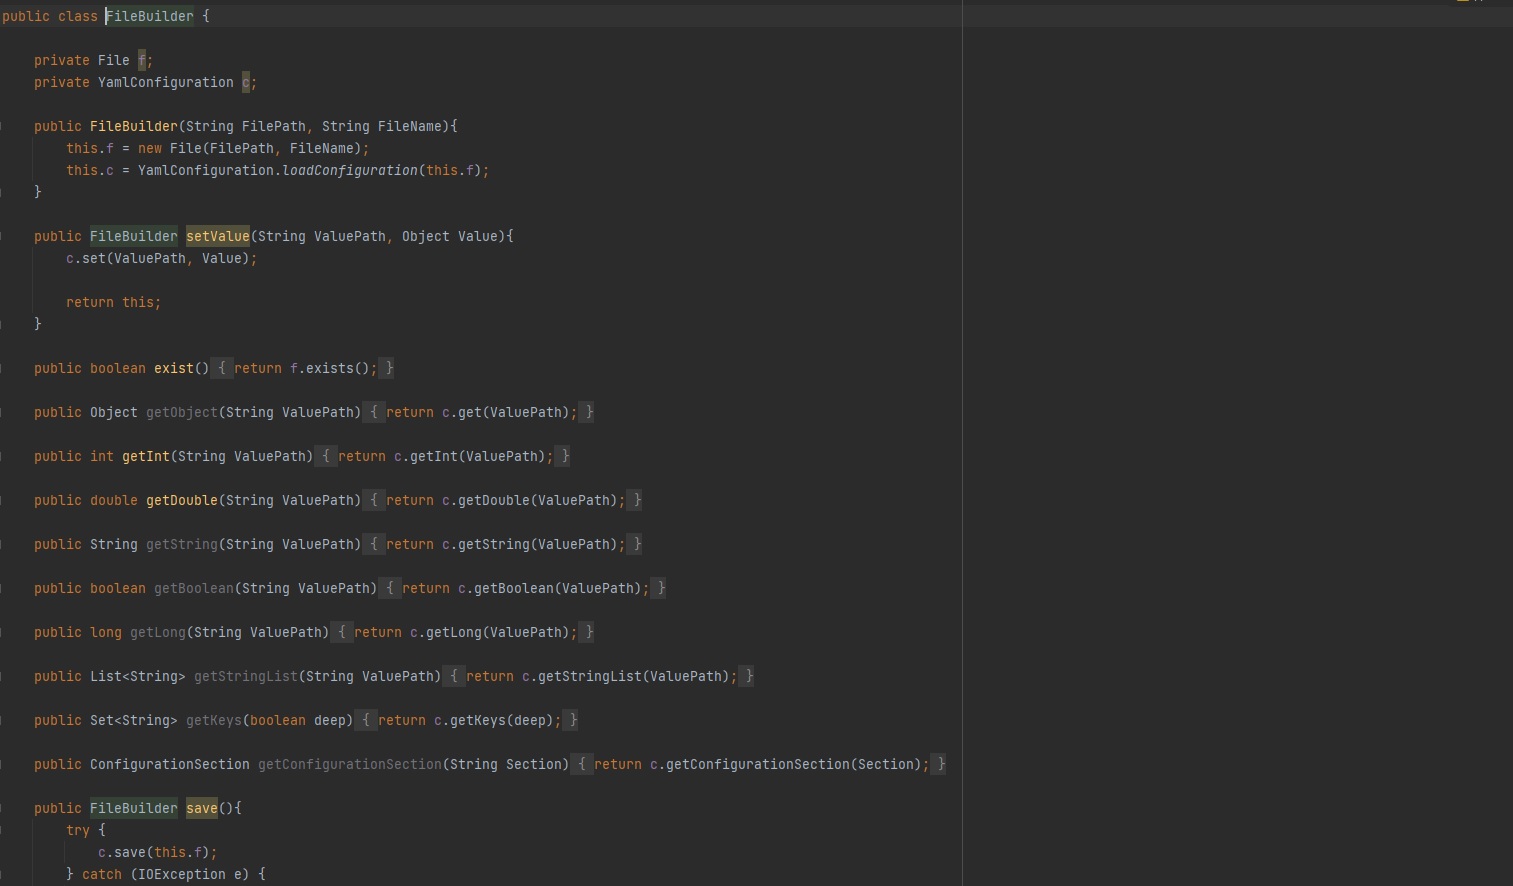 public class FileBuilder {
private File f;
private YamlConfiguration c;
public FileBuilder(String FilePath, String FileName){
this.f = new File(FilePath, FileName);
this.c = YamlConfiguration.loadConfiguration(this.f);
}
public FileBuilder setValue(String ValuePath, Object Value){
c.set(ValuePath, Value);
return this;
}
public boolean exist() { return f.exists(); }
public Object getObject(String ValuePath) { return c.get(ValuePath); }
public int getInt(String ValuePath) { return c.getInt(ValuePath); }
public double getDouble(String ValuePath) { return c.getDouble(ValuePath); }
public String getString(String ValuePath) { return c.getString(ValuePath); }
public boolean getBoolean(String ValuePath) { return c.getBoolean(ValuePath); }
public long getLong(String ValuePath) { return c.getLong(ValuePath); }
public List<String> getStringList(String ValuePath) { return c.getStringList(ValuePath); }
public Set<String> getKeys(boolean deep) { return c.getKeys(deep); }
public ConfigurationSection getConfigurationSection(String Section) { return c.getConfigurationSection(Section); }
public FileBuilder save(){
try {
c.save(this.f);
} catch (IOException e) {